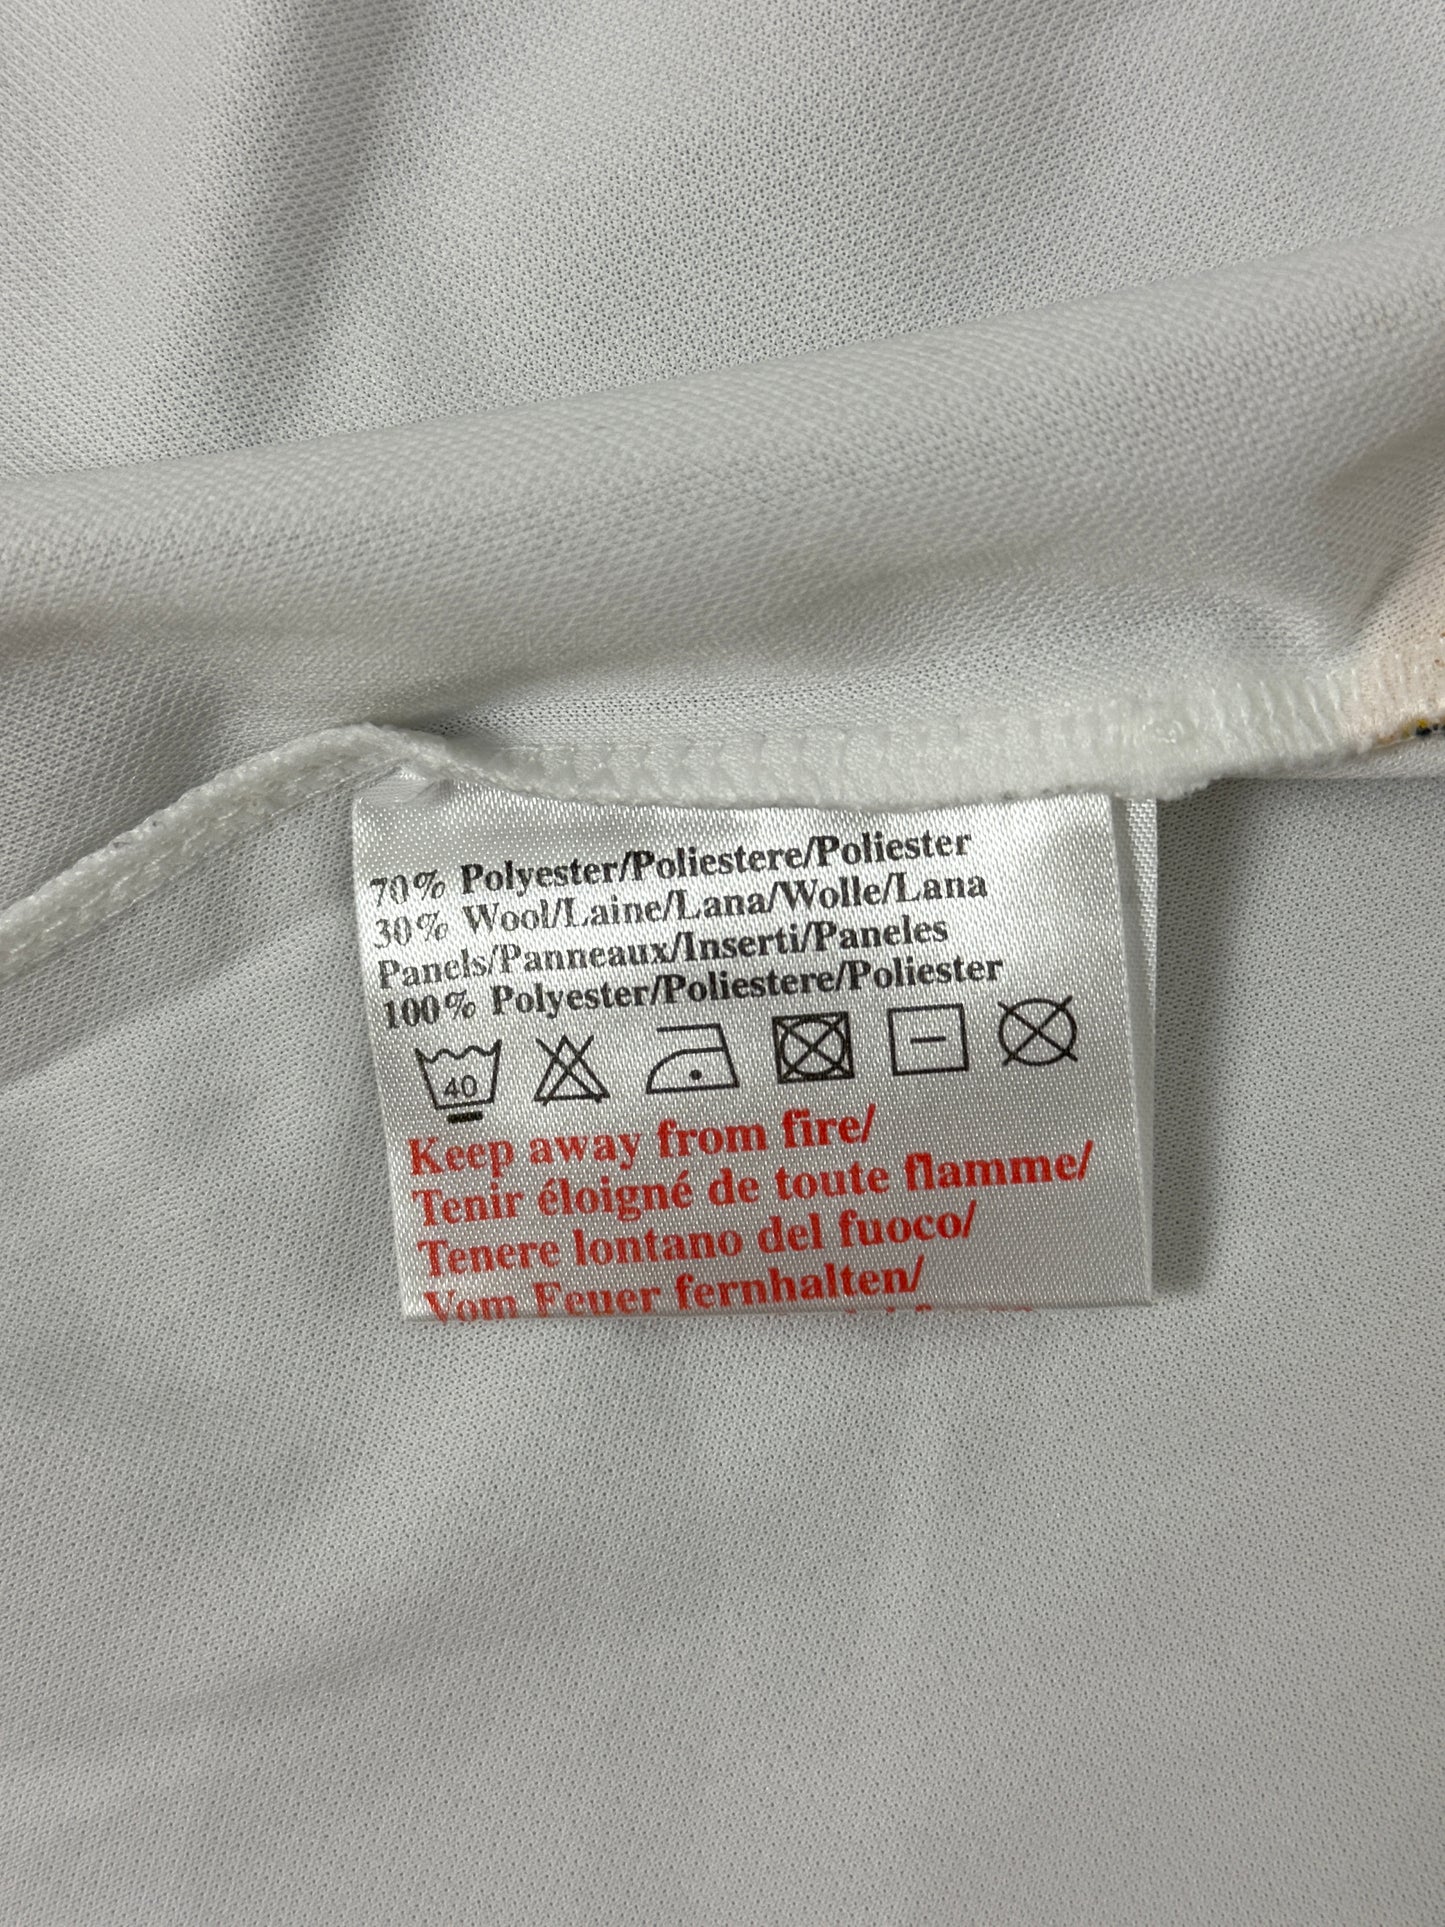 70% Polyester/Poliestere/Poliester
30% Wool/Laine/Lana/Wolle/Lana
Panels/Panneaux/Inserti/Paneles
100% Polyester/Poliestere/Poliester
40
Keep away from fire/
Tenir éloigné de toute flamme/
Tenere lontano del fuoco/
Vom Feuer fernhalten/